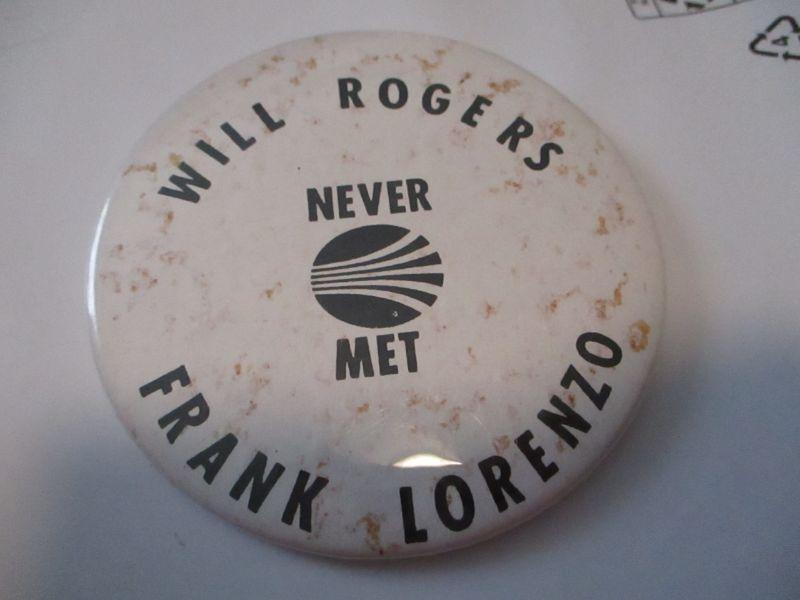 WILL ROGERS
NEVER
MET
FRANK LORENZO